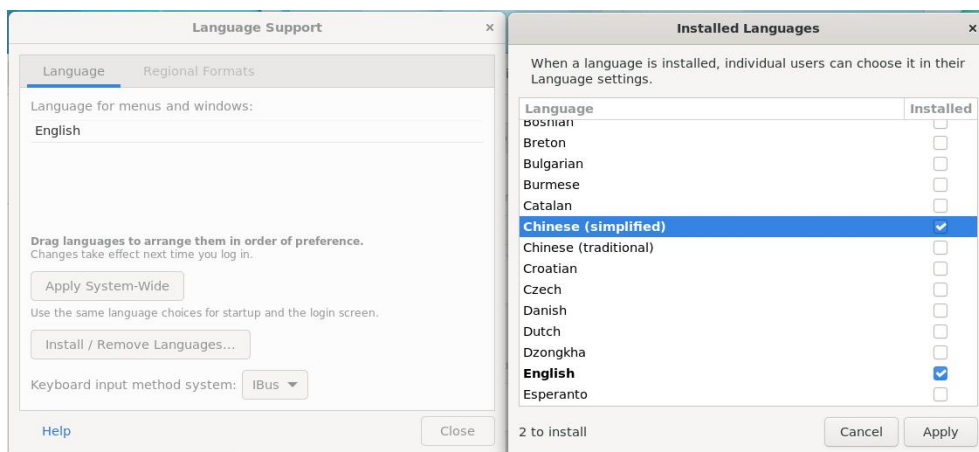 Language Support
×
Language
Regional Formats
Language for menus and windows:
English
Drag languages to arrange them in order of preference.
Changes take effect next time you log in.
Apply System-Wide
Use the same language choices for startup and the login screen.
Install / Remove Languages...
Keyboard input method system: IBus
Help
Close
Installed Languages
×
When a language is installed, individual users can choose it in their
Language settings.
Language Installed
Bosnian
Breton
Bulgarian
Burmese
Catalan
Chinese (simplified)
Chinese (traditional)
Croatian
Czech
Danish
Dutch
Dzongkha
English
Esperanto
2 to install
Cancel
Apply